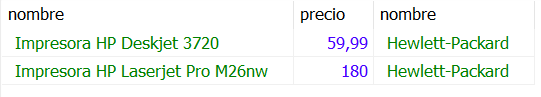 nombre precio nombre
Impresora HP Deskjet 3720 59,99 Hewlett-Packard
Impresora HP Laserjet Pro M26nw 180 Hewlett-Packard